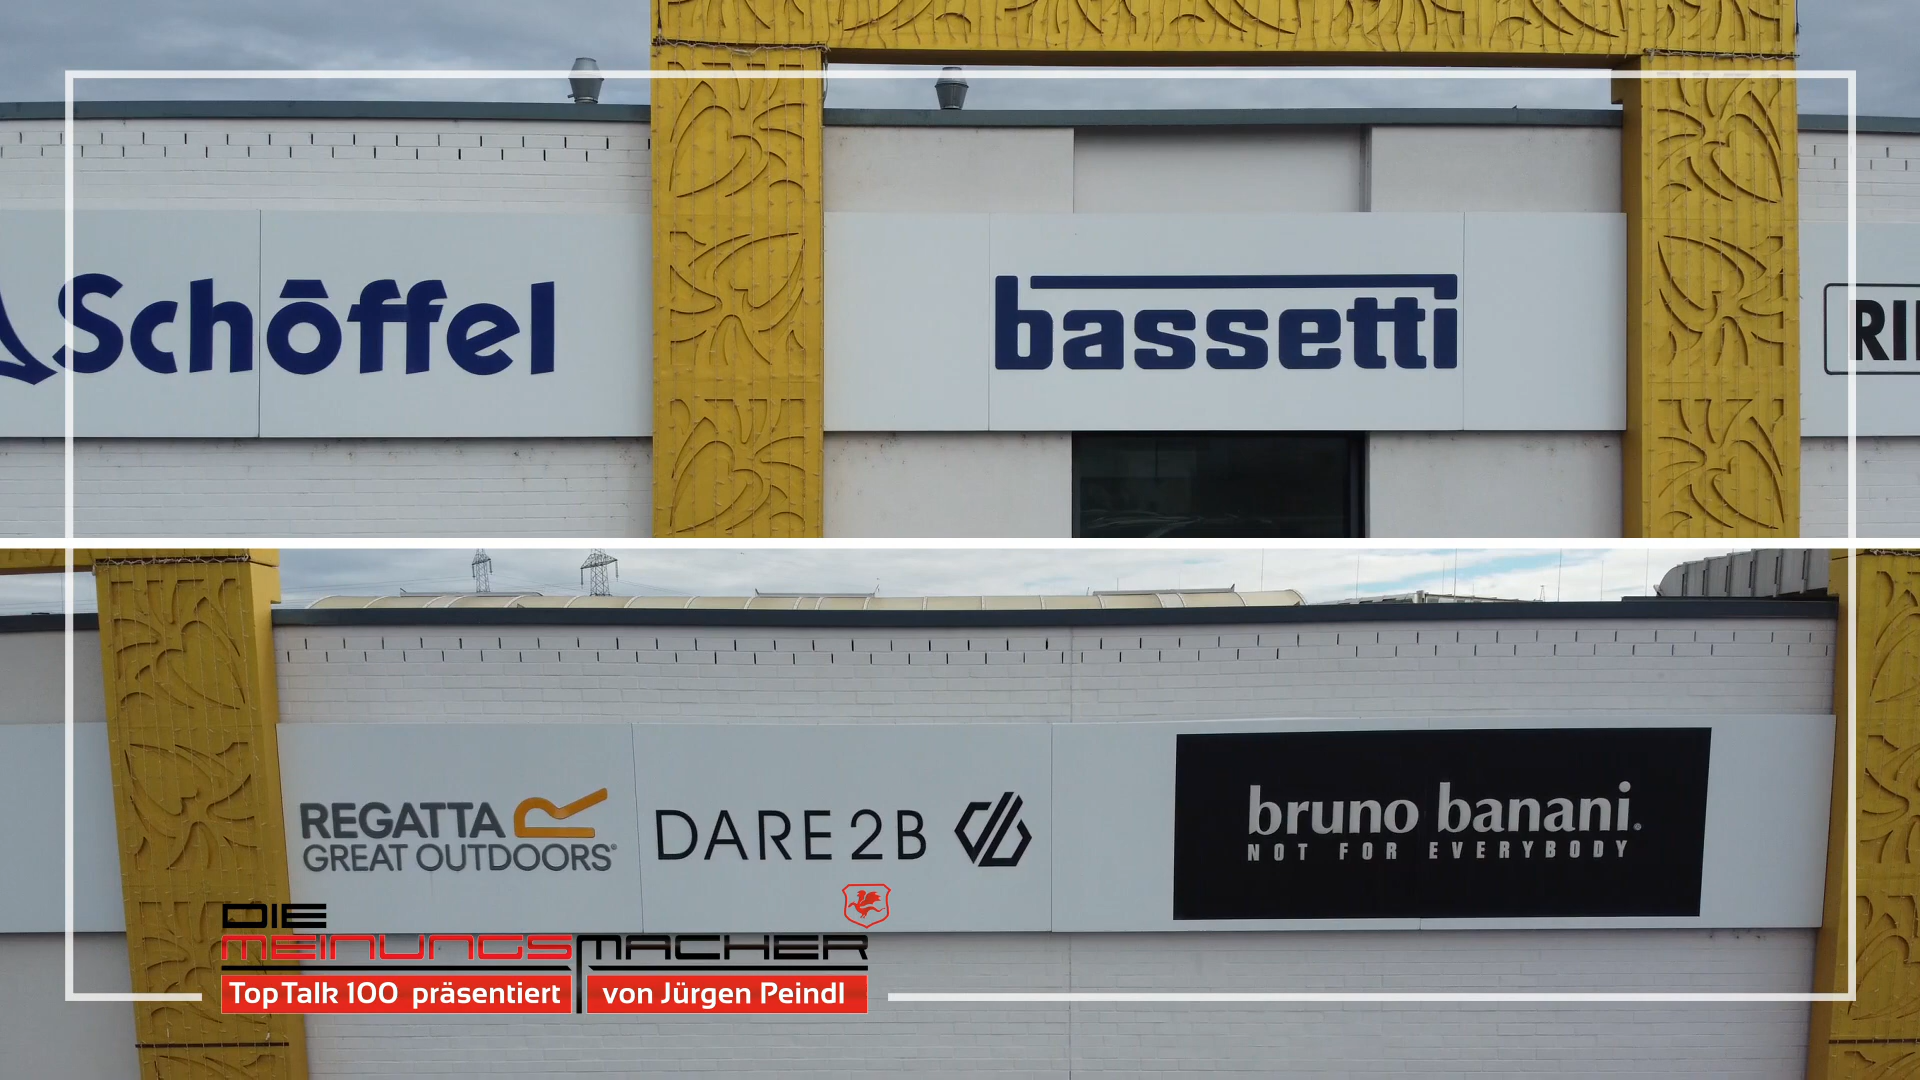 Schöffel
bassetti
REGATTA
GREAT OUTDOORS®
DARE 2B
bruno banani.
NOT FOR EVERYBODY
DIE
MEINUNGSMACHER
TopTalk 100 präsentiert von Jürgen Peindl